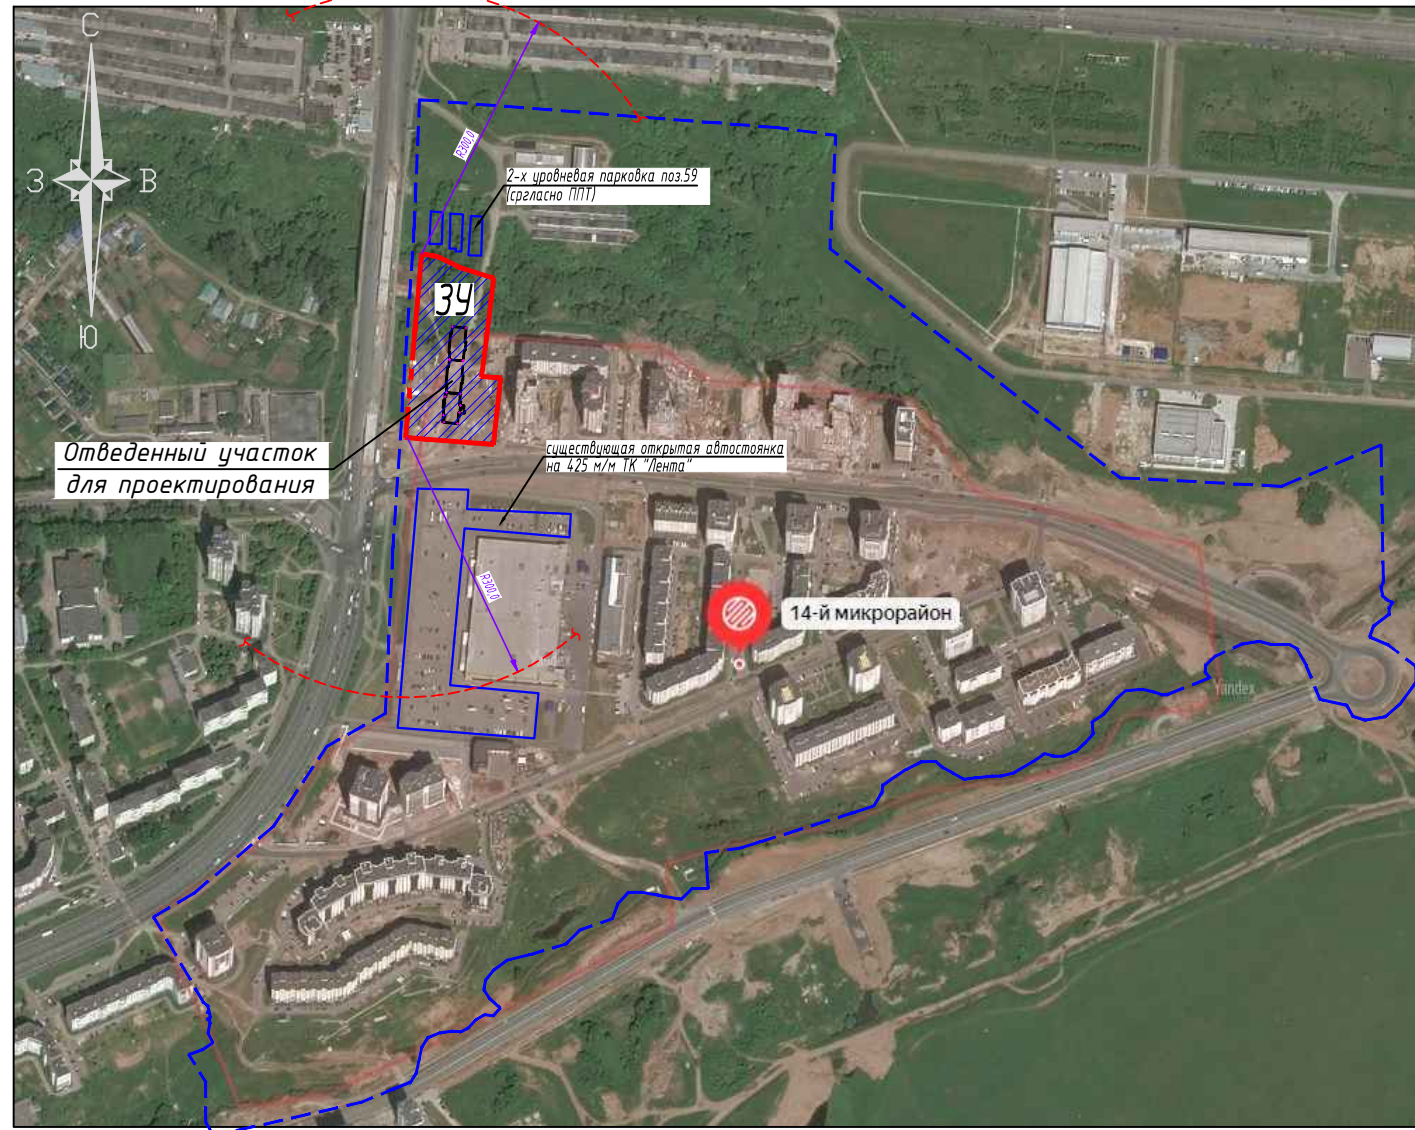 С
З
В
Ю
R300,0
2-х уровневая парковка поз.59
(сргласно ППТ)
ЗУ
Отведенный участок
для проектирования
существующая открытая автостоянка
на 425 м/м ТК "Лента"
R300,0
14-й микрорайон
Yandex